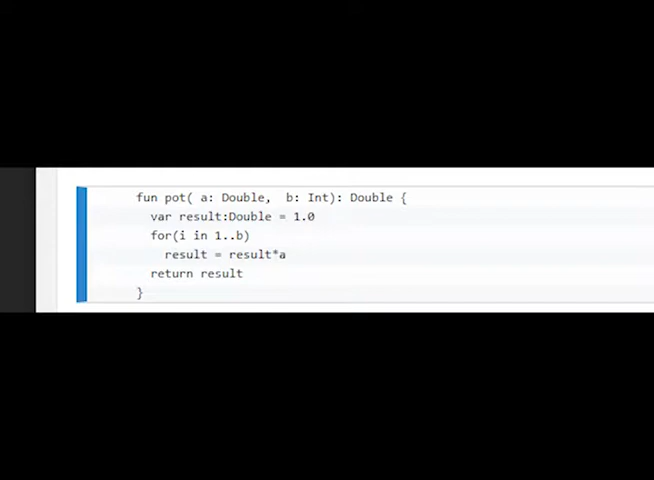 fun pot( a: Double,  b: Int): Double {
  var result:Double = 1.0
  for(i in 1..b)
    result = result*a
  return result
}